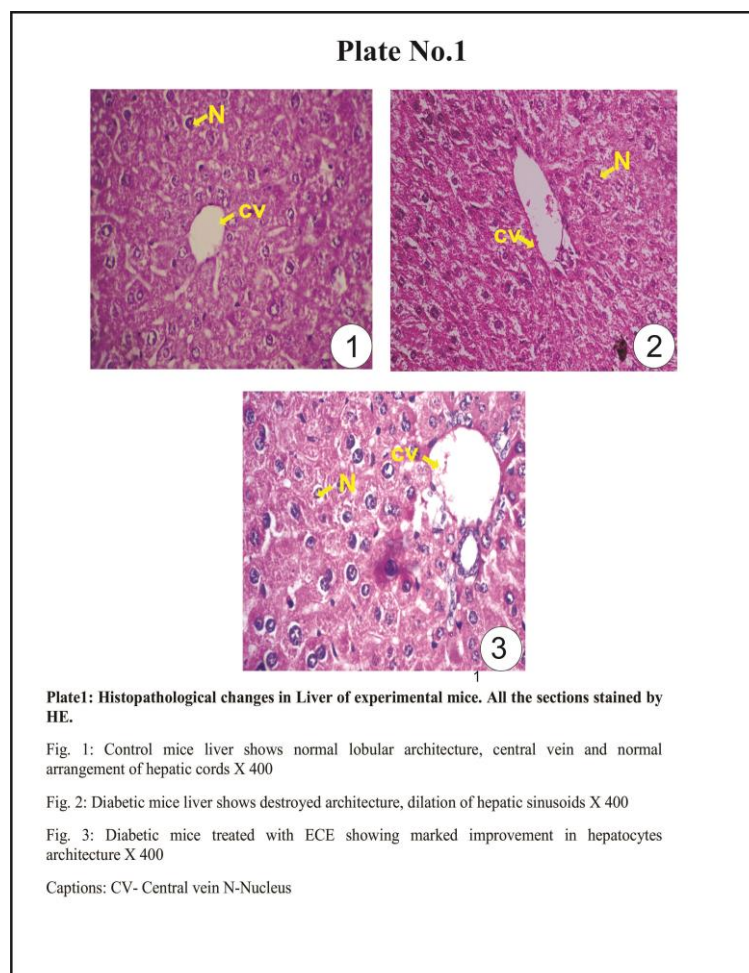 Plate No.1
N
CV
1
N
CV
2
CV
N
3
1
Plate1: Histopathological changes in Liver of experimental mice. All the sections stained by
HE.
Fig. 1: Control mice liver shows normal lobular architecture, central vein and normal
arrangement of hepatic cords X 400
Fig. 2: Diabetic mice liver shows destroyed architecture, dilation of hepatic sinusoids X 400
Fig. 3: Diabetic mice treated with ECE showing marked improvement in hepatocytes
architecture X 400
Captions: CV- Central vein N-Nucleus